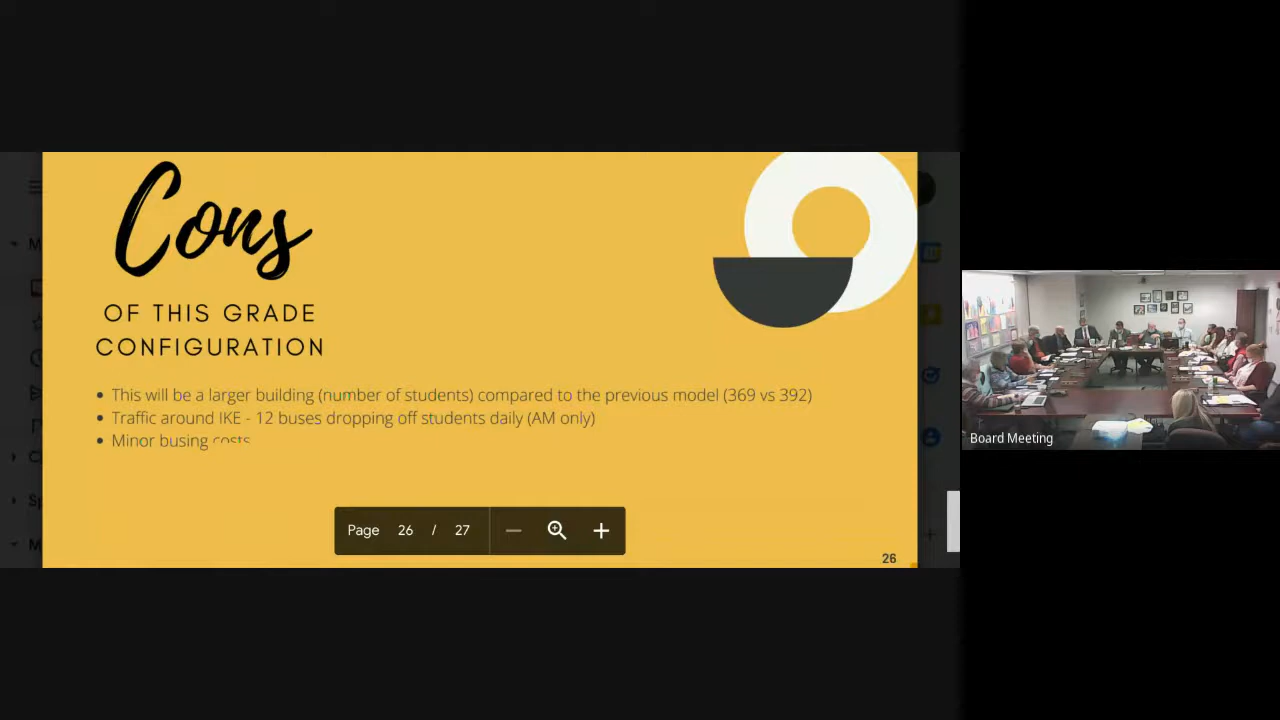 Cons
OF THIS GRADE
CONFIGURATION
• This will be a larger building (number of students) compared to the previous model (369 vs 392)
• Traffic around IKE - 12 buses dropping off students daily (AM only)
• Minor busing costs
Page 26 / 27
26
Board Meeting